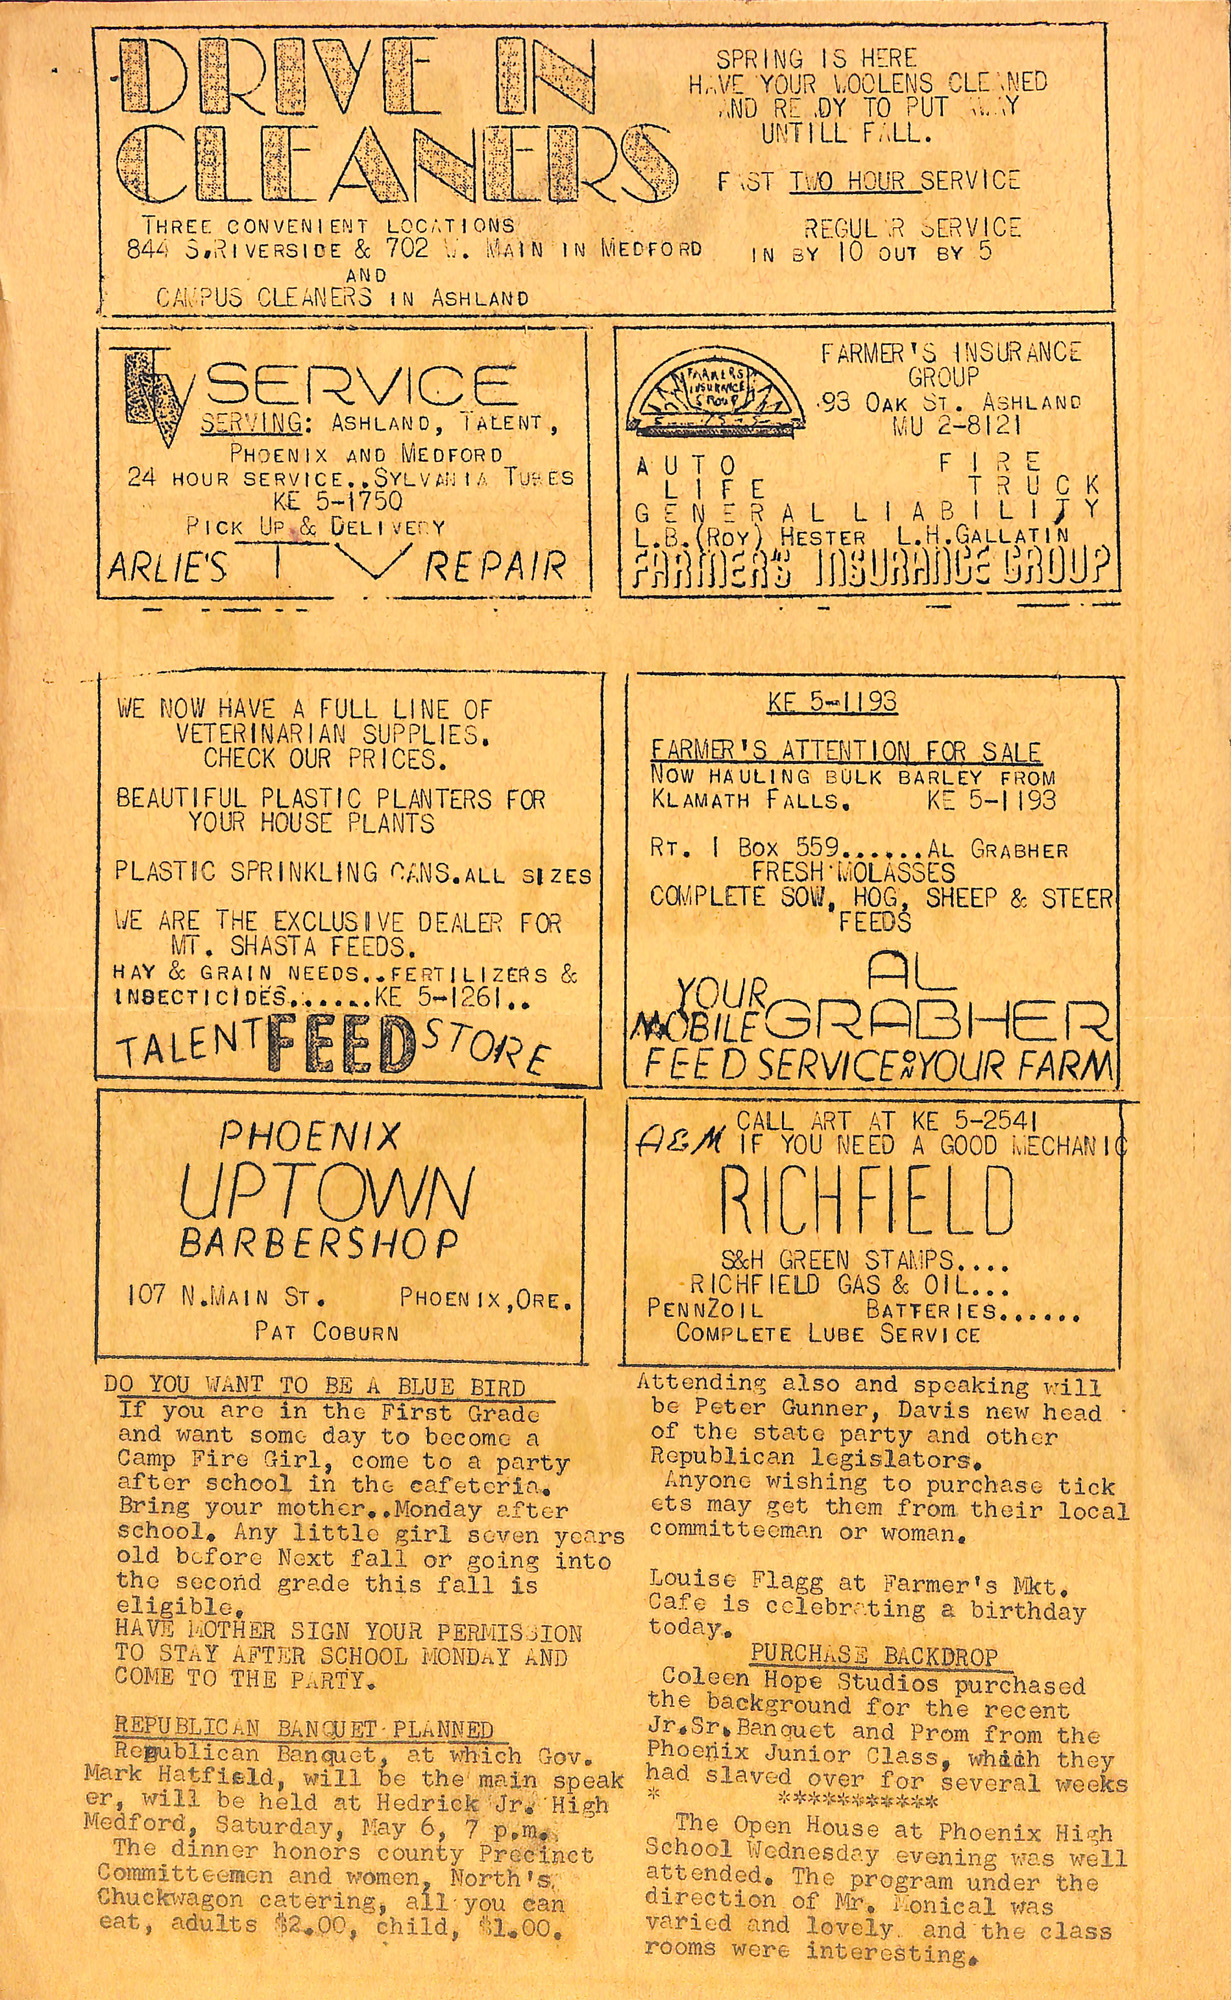 DRIVE IN
CLEANERS
THREE CONVENIENT LOCATIONS
844 S.RIVERSIDE & 702 W. MAIN IN MEDFORD
AND
CAMPUS CLEANERS IN ASHLAND
SPRING IS HERE
HAVE YOUR WOOLENS CLEANED
AND READY TO PUT AWAY
UNTILL FALL.
FAST TWO HOUR SERVICE
REGULAR SERVICE
IN BY 10 OUT BY 5
TV SERVICE
SERVING: ASHLAND, TALENT,
PHOENIX AND MEDFORD
24 HOUR SERVICE..SYLVANIA TUBES
KE 5-1750
PICK UP & DELIVERY
ARLIE'S TV REPAIR
FARMERS
INSURANCE
GROUP
FARMER'S INSURANCE
GROUP
93 OAK ST. ASHLAND
MU 2-8121
AUTO FIRE
LIFE TRUCK
GENERAL LIABILITY
L.B.(ROY) HESTER L.H.GALLATIN
FARMER'S INSURANCE GROUP
WE NOW HAVE A FULL LINE OF
VETERINARIAN SUPPLIES.
CHECK OUR PRICES.
BEAUTIFUL PLASTIC PLANTERS FOR
YOUR HOUSE PLANTS
PLASTIC SPRINKLING CANS.ALL SIZES
WE ARE THE EXCLUSIVE DEALER FOR
MT. SHASTA FEEDS.
HAY & GRAIN NEEDS..FERTILIZERS &
INSECTICIDES......KE 5-1261..
TALENT FEED STORE
KE 5-1193
FARMER'S ATTENTION FOR SALE
NOW HAULING BULK BARLEY FROM
KLAMATH FALLS. KE 5-1193
RT. 1 BOX 559......AL GRABHER
FRESH MOLASSES
COMPLETE SOW, HOG, SHEEP & STEER
FEEDS
YOUR AL
MOBILE GRABHER
FEED SERVICE ON YOUR FARM
PHOENIX
UPTOWN
BARBERSHOP
107 N.MAIN ST. PHOENIX,ORE.
PAT COBURN
CALL ART AT KE 5-2541
A&M IF YOU NEED A GOOD MECHANIC
RICHFIELD
S&H GREEN STAMPS....
RICHFIELD GAS & OIL...
PENNZOIL BATTERIES......
COMPLETE LUBE SERVICE
DO YOU WANT TO BE A BLUE BIRD
If you are in the First Grade
and want some day to become a
Camp Fire Girl, come to a party
after school in the cafeteria.
Bring your mother..Monday after
school. Any little girl seven years
old before Next fall or going into
the second grade this fall is
eligible.
HAVE MOTHER SIGN YOUR PERMISSION
TO STAY AFTER SCHOOL MONDAY AND
COME TO THE PARTY.
REPUBLICAN BANQUET PLANNED
Republican Banquet, at which Gov.
Mark Hatfield, will be the main speak
er, will be held at Hedrick Jr. High
Medford, Saturday, May 6, 7 p.m.
The dinner honors county Precinct
Committeemen and women, North's
Chuckwagon catering, all you can
eat, adults $2.00, child, $1.00.
Attending also and speaking will
be Peter Gunner, Davis new head
of the state party and other
Republican legislators.
Anyone wishing to purchase tick
ets may get them from their local
committeeman or woman.
Louise Flagg at Farmer's Mkt.
Cafe is celebrating a birthday
today.
PURCHASE BACKDROP
Coleen Hope Studios purchased
the background for the recent
Jr.Sr.Banquet and Prom from the
Phoenix Junior Class, which they
had slaved over for several weeks
* ***********
The Open House at Phoenix High
School Wednesday evening was well
attended. The program under the
direction of Mr. Monical was
varied and lovely and the class
rooms were interesting.